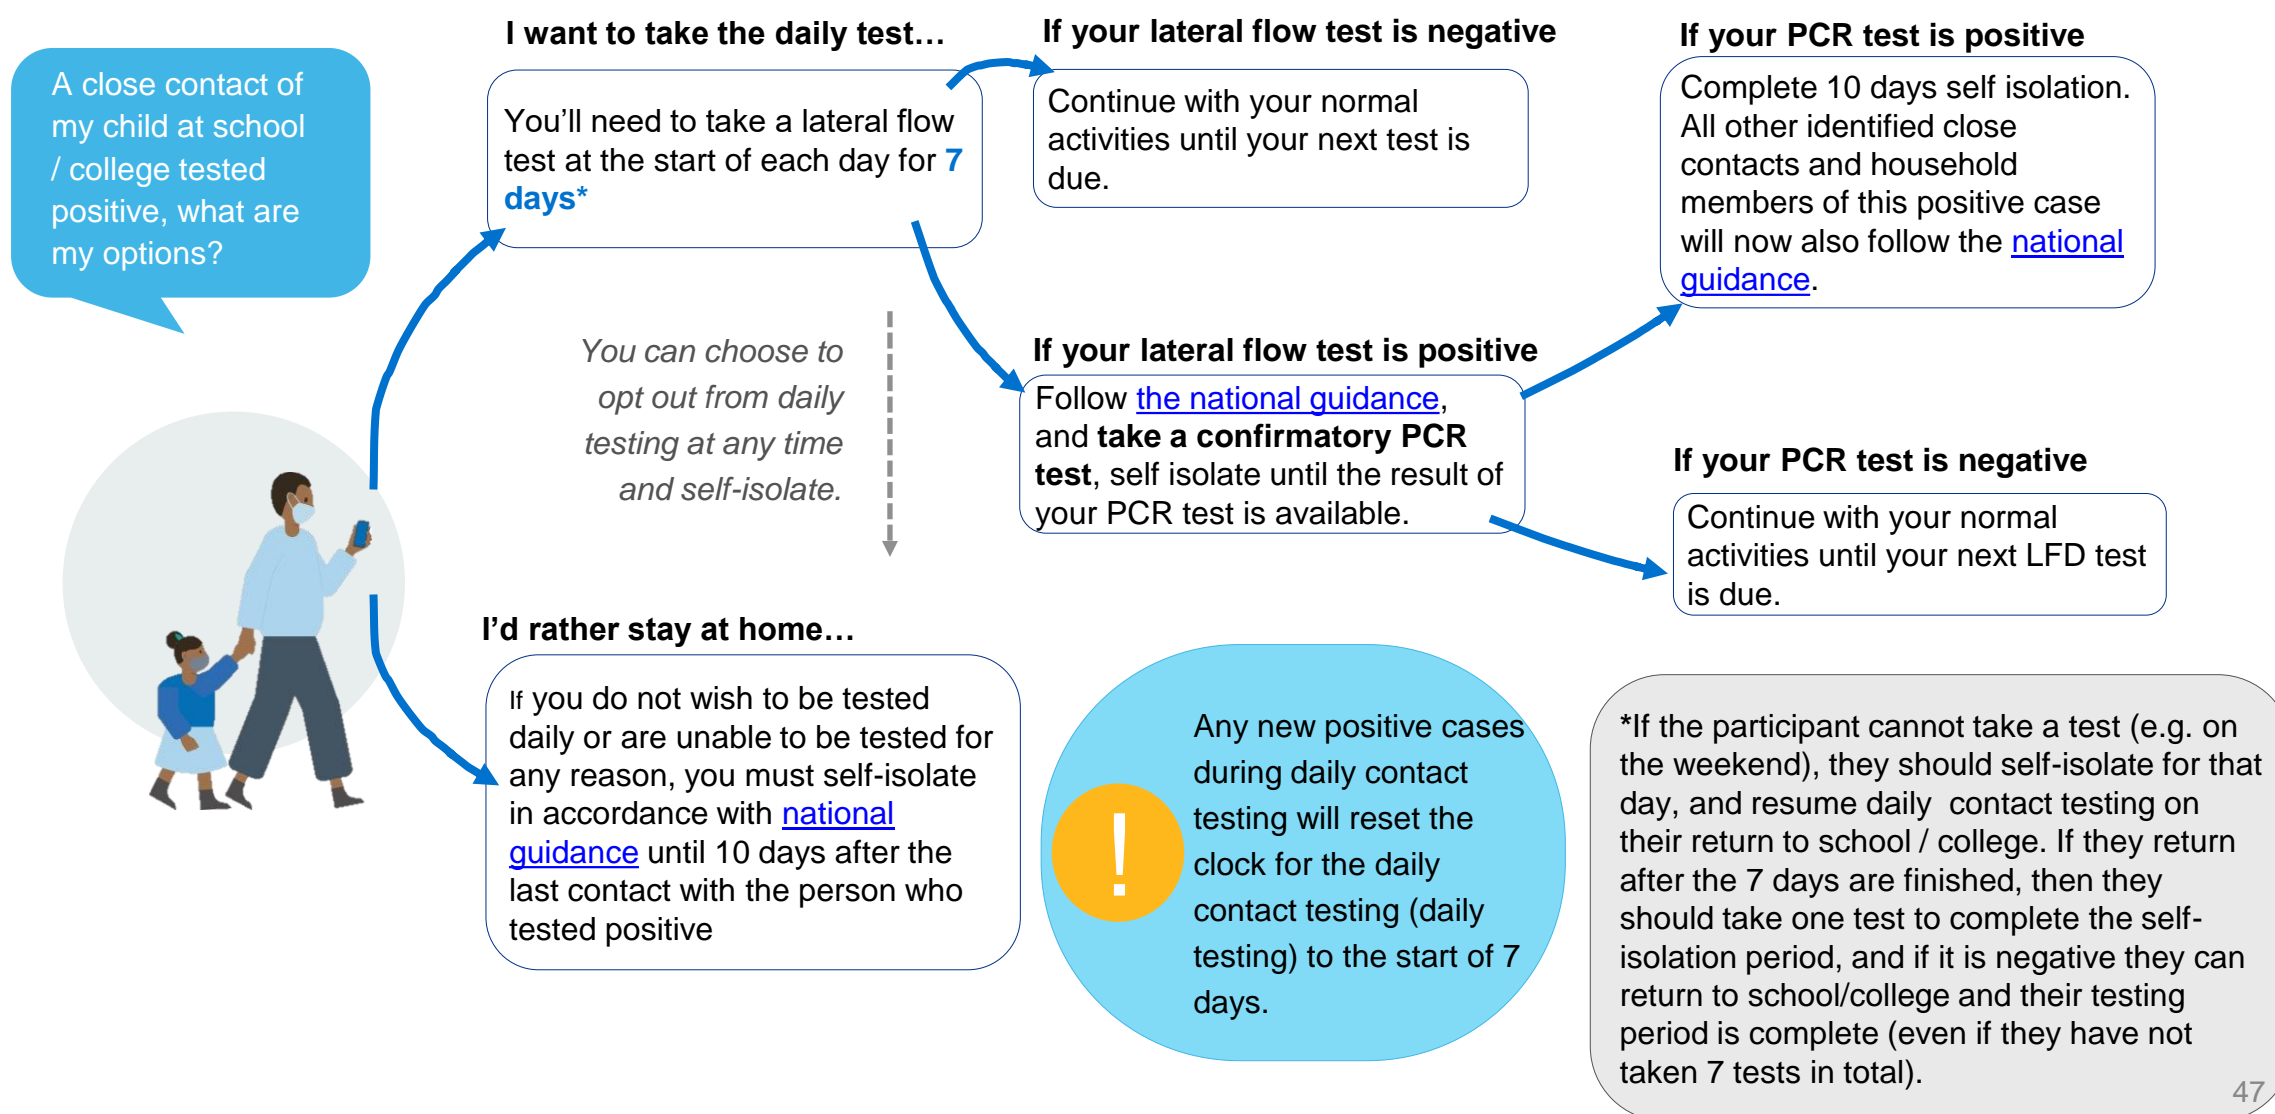 A close contact of
my child at school
/ college tested
positive, what are
my options?
I want to take the daily test…
You'll need to take a lateral flow
test at the start of each day for 7
days*
If your lateral flow test is negative
Continue with your normal
activities until your next test is
due.
If your PCR test is positive
Complete 10 days self isolation.
All other identified close
contacts and household
members of this positive case
will now also follow the national
guidance.
You can choose to
opt out from daily
testing at any time
and self-isolate.
If your lateral flow test is positive
Follow the national guidance,
and take a confirmatory PCR
test, self isolate until the result of
your PCR test is available.
If your PCR test is negative
Continue with your normal
activities until your next LFD test
is due.
I'd rather stay at home…
If you do not wish to be tested
daily or are unable to be tested for
any reason, you must self-isolate
in accordance with national
guidance until 10 days after the
last contact with the person who
tested positive
!
Any new positive cases
during daily contact
testing will reset the
clock for the daily
contact testing (daily
testing) to the start of 7
days.
*If the participant cannot take a test (e.g. on
the weekend), they should self-isolate for that
day, and resume daily  contact testing on
their return to school / college. If they return
after the 7 days are finished, then they
should take one test to complete the self-
isolation period, and if it is negative they can
return to school/college and their testing
period is complete (even if they have not
taken 7 tests in total).
47